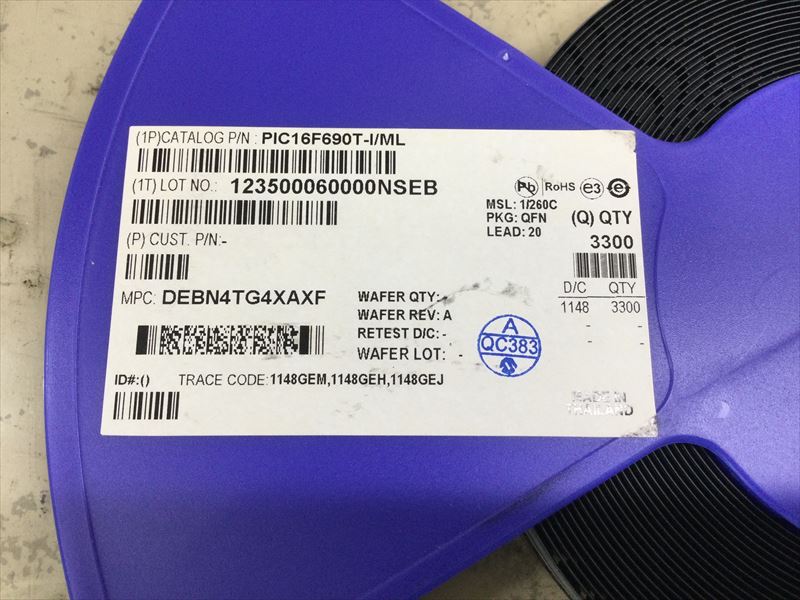 (1P)CATALOG P/N : PIC16F690T-I/ML
(1T) LOT NO.: 123500060000NSEB
Pb RoHS e3 e
MSL: 1/260C
PKG: QFN (Q) QTY
LEAD: 20
3300
(P) CUST. P/N:-
D/C QTY
1148 3300
- -
- -
MPC: DEBN4TG4XAXF
WAFER QTY:-
WAFER REV: A
RETEST D/C: -
WAFER LOT: -
A
QC383
ID#:() TRACE CODE:1148GEM,1148GEH,1148GEJ
MADE IN
THAILAND